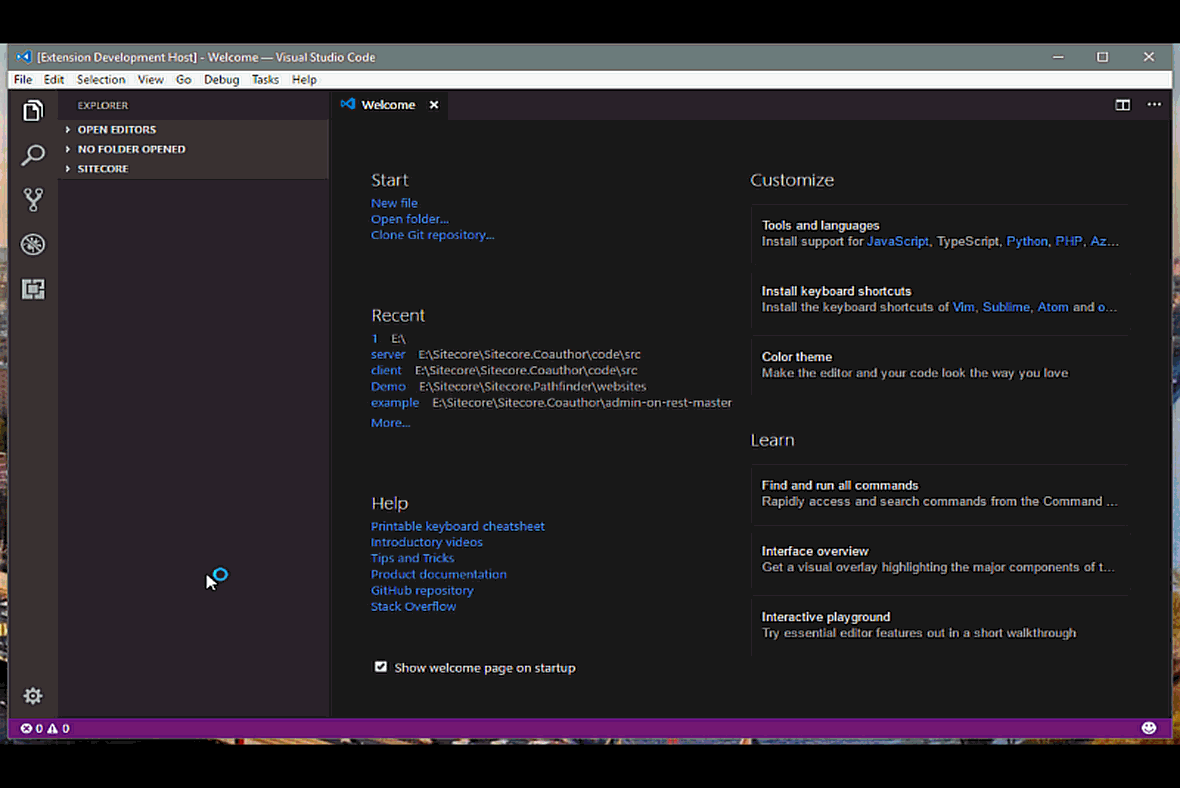 [Extension Development Host] - Welcome — Visual Studio Code
File Edit Selection View Go Debug Tasks Help
EXPLORER
OPEN EDITORS
NO FOLDER OPENED
SITECORE
Welcome
Start
New file
Open folder...
Clone Git repository...
Recent
1 E:\
server E:\Sitecore\Sitecore.Coauthor\code\src
client E:\Sitecore\Sitecore.Coauthor\code\src
Demo E:\Sitecore\Sitecore.Pathfinder\websites
example E:\Sitecore\Sitecore.Coauthor\admin-on-rest-master
More...
Help
Printable keyboard cheatsheet
Introductory videos
Tips and Tricks
Product documentation
GitHub repository
Stack Overflow
Show welcome page on startup
Customize
Tools and languages
Install support for JavaScript, TypeScript, Python, PHP, Az...
Install keyboard shortcuts
Install the keyboard shortcuts of Vim, Sublime, Atom and o...
Color theme
Make the editor and your code look the way you love
Learn
Find and run all commands
Rapidly access and search commands from the Command ...
Interface overview
Get a visual overlay highlighting the major components of t...
Interactive playground
Try essential editor features out in a short walkthrough
0 0